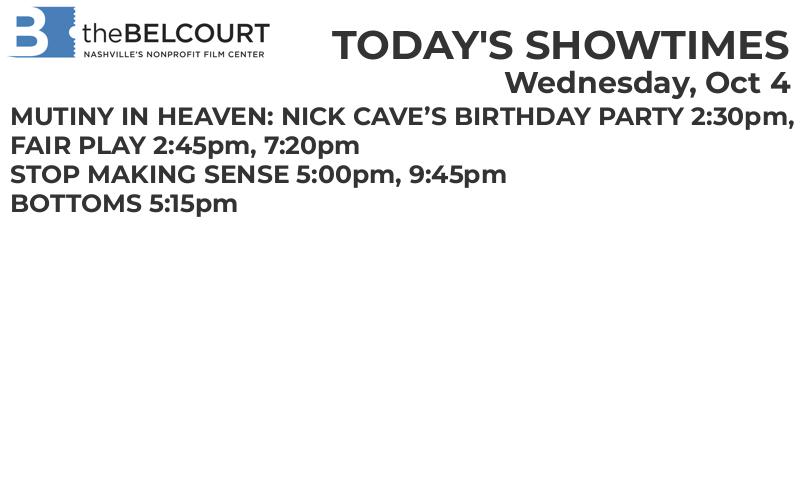 B theBELCOURT
NASHVILLE'S NONPROFIT FILM CENTER
TODAY'S SHOWTIMES
Wednesday, Oct 4
MUTINY IN HEAVEN: NICK CAVE’S BIRTHDAY PARTY 2:30pm,
FAIR PLAY 2:45pm, 7:20pm
STOP MAKING SENSE 5:00pm, 9:45pm
BOTTOMS 5:15pm